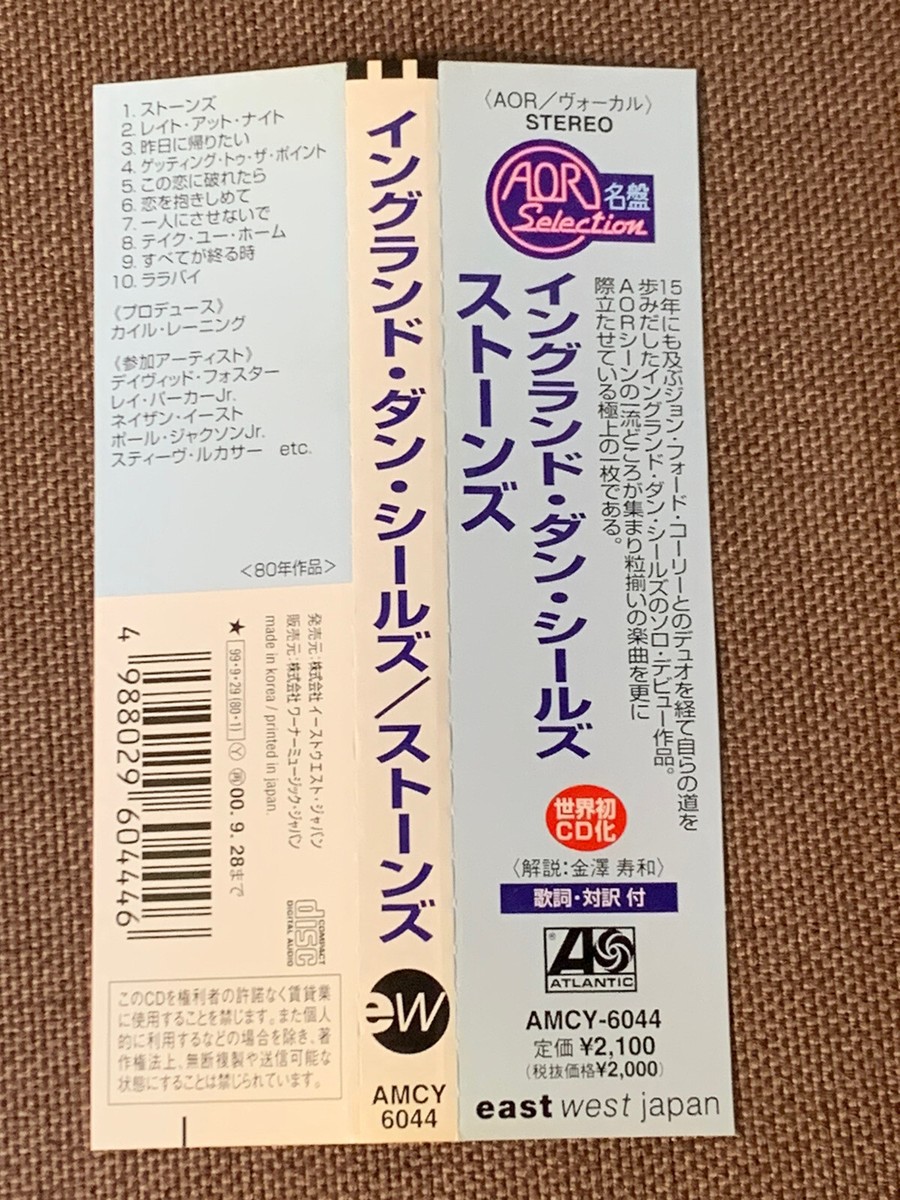 1. ストーンズ
2. レイト・アット・ナイト
3. 昨日に帰りたい
4. ゲッティング・トゥ・ザ・ポイント
5. この恋に破れたら
6. 恋を抱きしめて
7. 一人にさせないで
8. テイク・ユー・ホーム
9. すべてが終る時
10. ララバイ
《プロデュース》
カイル・レーニング
《参加アーティスト》
デイヴィッド・フォスター
レイ・パーカーJr.
ネイザン・イースト
ポール・ジャクソンJr.
スティーヴ・ルカサー etc.
<80年作品>
発売元:株式会社 イーストウエスト・ジャパン
販売元:株式会社 ワーナーミュージック・ジャパン
made in korea / printed in japan.
★ 99・9・29(80・1) Ⓨ ㊢00. 9. 28まで
4 988029 604446
COMPACT
disc
DIGITAL AUDIO
このCDを権利者の許諾なく賃貸業
に使用することを禁じます。また個人
的に利用するなどの場合を除き、著
作権法上、無断複製や送信可能な
状態にすることは禁じられています。
イングランド・ダン・シールズ/ストーンズ
ew
AMCY
6044
〈AOR/ヴォーカル〉
STEREO
AOR 名盤
Selection
15年にも及ぶジョン・フォード・コーリーとのデュオを経て自らの道を
歩みだしたイングランド・ダン・シールズのソロ・デビュー作品。
AORシーンの一流どころが集まり粒揃いの楽曲を更に
際立たせている極上の一枚である。
イングランド・ダン・シールズ
ストーンズ
世界初
CD化
〈解説:金澤 寿和〉
歌詞・対訳 付
ATLANTIC
AMCY-6044
定価 ¥2,100
(税抜価格¥2,000)
east west japan